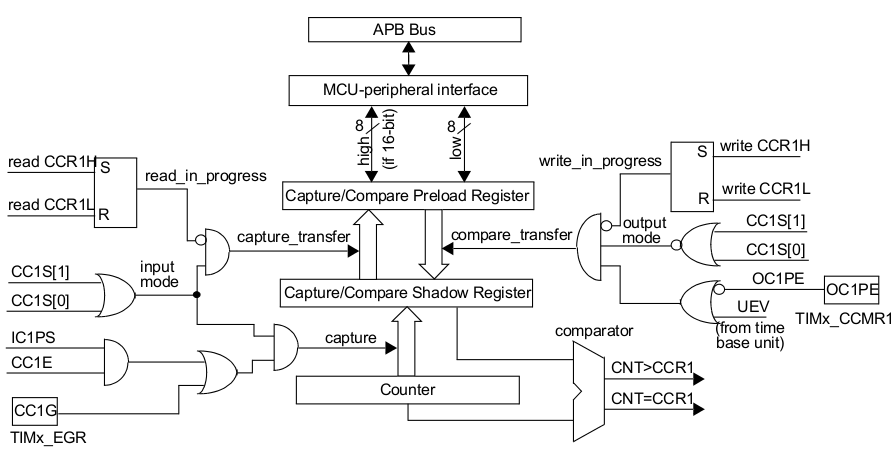 APB Bus
MCU-peripheral interface
8
high
(if 16-bit)
8
low
read CCR1H
S
read_in_progress
read CCR1L
R
write_in_progress
S
write CCR1H
R
write CCR1L
Capture/Compare Preload Register
CC1S[1]
CC1S[0]
input
mode
capture_transfer
compare_transfer
output
mode
CC1S[1]
CC1S[0]
Capture/Compare Shadow Register
OC1PE
OC1PE
UEV
TIMx_CCMR1
(from time
base unit)
IC1PS
CC1E
capture
comparator
CC1G
TIMx_EGR
Counter
CNT>CCR1
CNT=CCR1